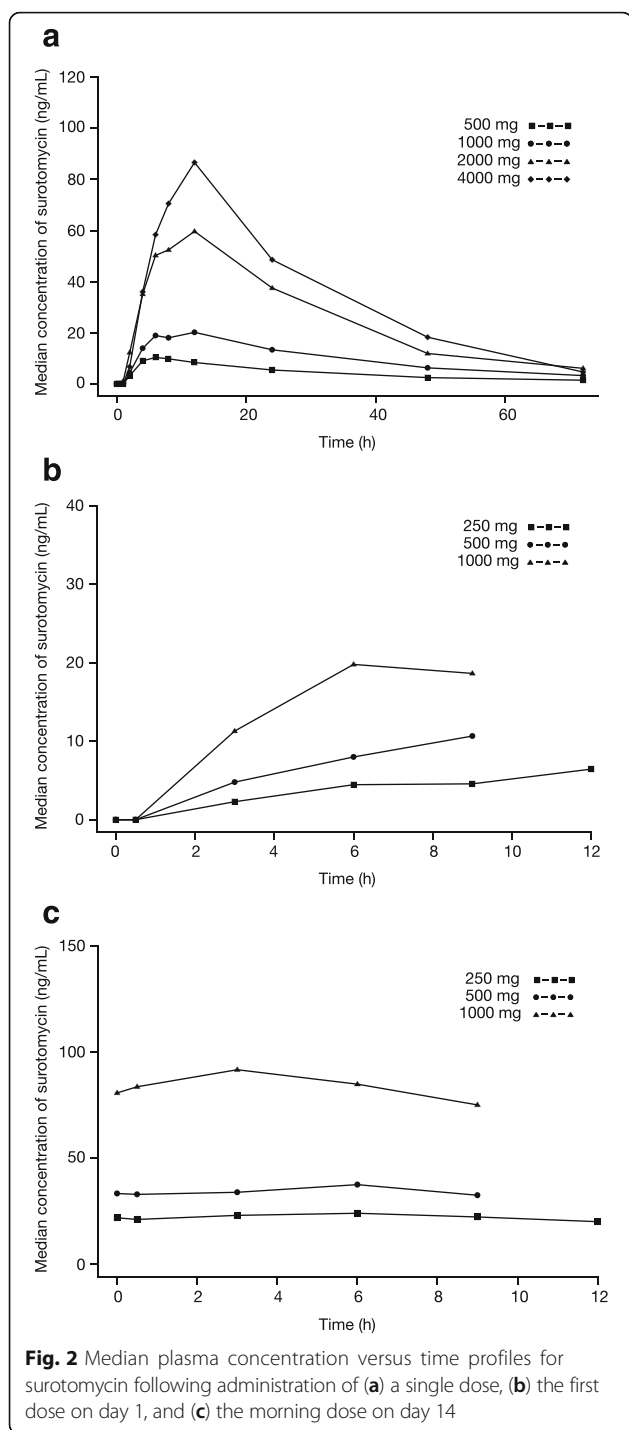 a
Median concentration of surotomycin (ng/mL)
120
100
80
60
40
20
0
500 mg
1000 mg
2000 mg
4000 mg
0 20 40 60
Time (h)
b
Median concentration of surotomycin (ng/mL)
40
30
20
10
0
250 mg
500 mg
1000 mg
0 2 4 6 8 10 12
Time (h)
c
Median concentration of surotomycin (ng/mL)
150
100
50
0
250 mg
500 mg
1000 mg
0 2 4 6 8 10 12
Time (h)
Fig. 2 Median plasma concentration versus time profiles for
surotomycin following administration of (a) a single dose, (b) the first
dose on day 1, and (c) the morning dose on day 14